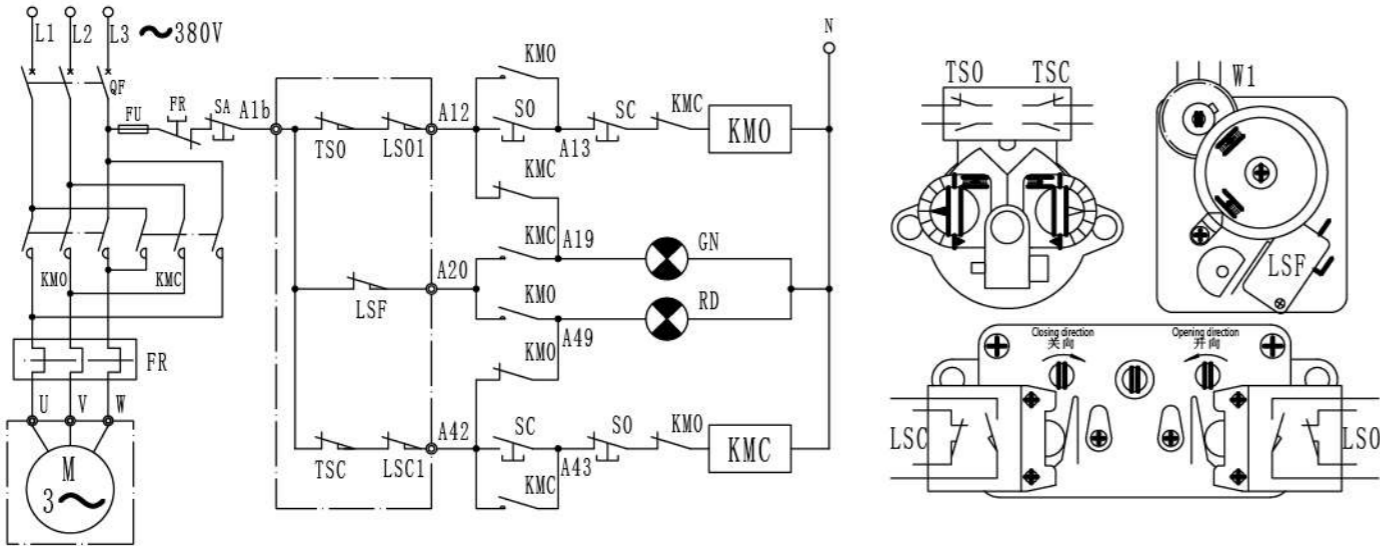 L1 L2 L3 ~380V
QF
FU FR SA A1b
TSO LSO1 A12
KMO
SO
A13
SC
KMC
KMO
N
KMC
KMC A19 GN
LSF A20
KMO A49 RD
KMO
TSC LSC1 A42
SC
A43
SO
KMO
KMC
KMC
KMO KMC
FR
U V W
M
3~
TSO TSC
W1
LSF
Closing direction
关向
Opening direction
开向
LSC
LSO